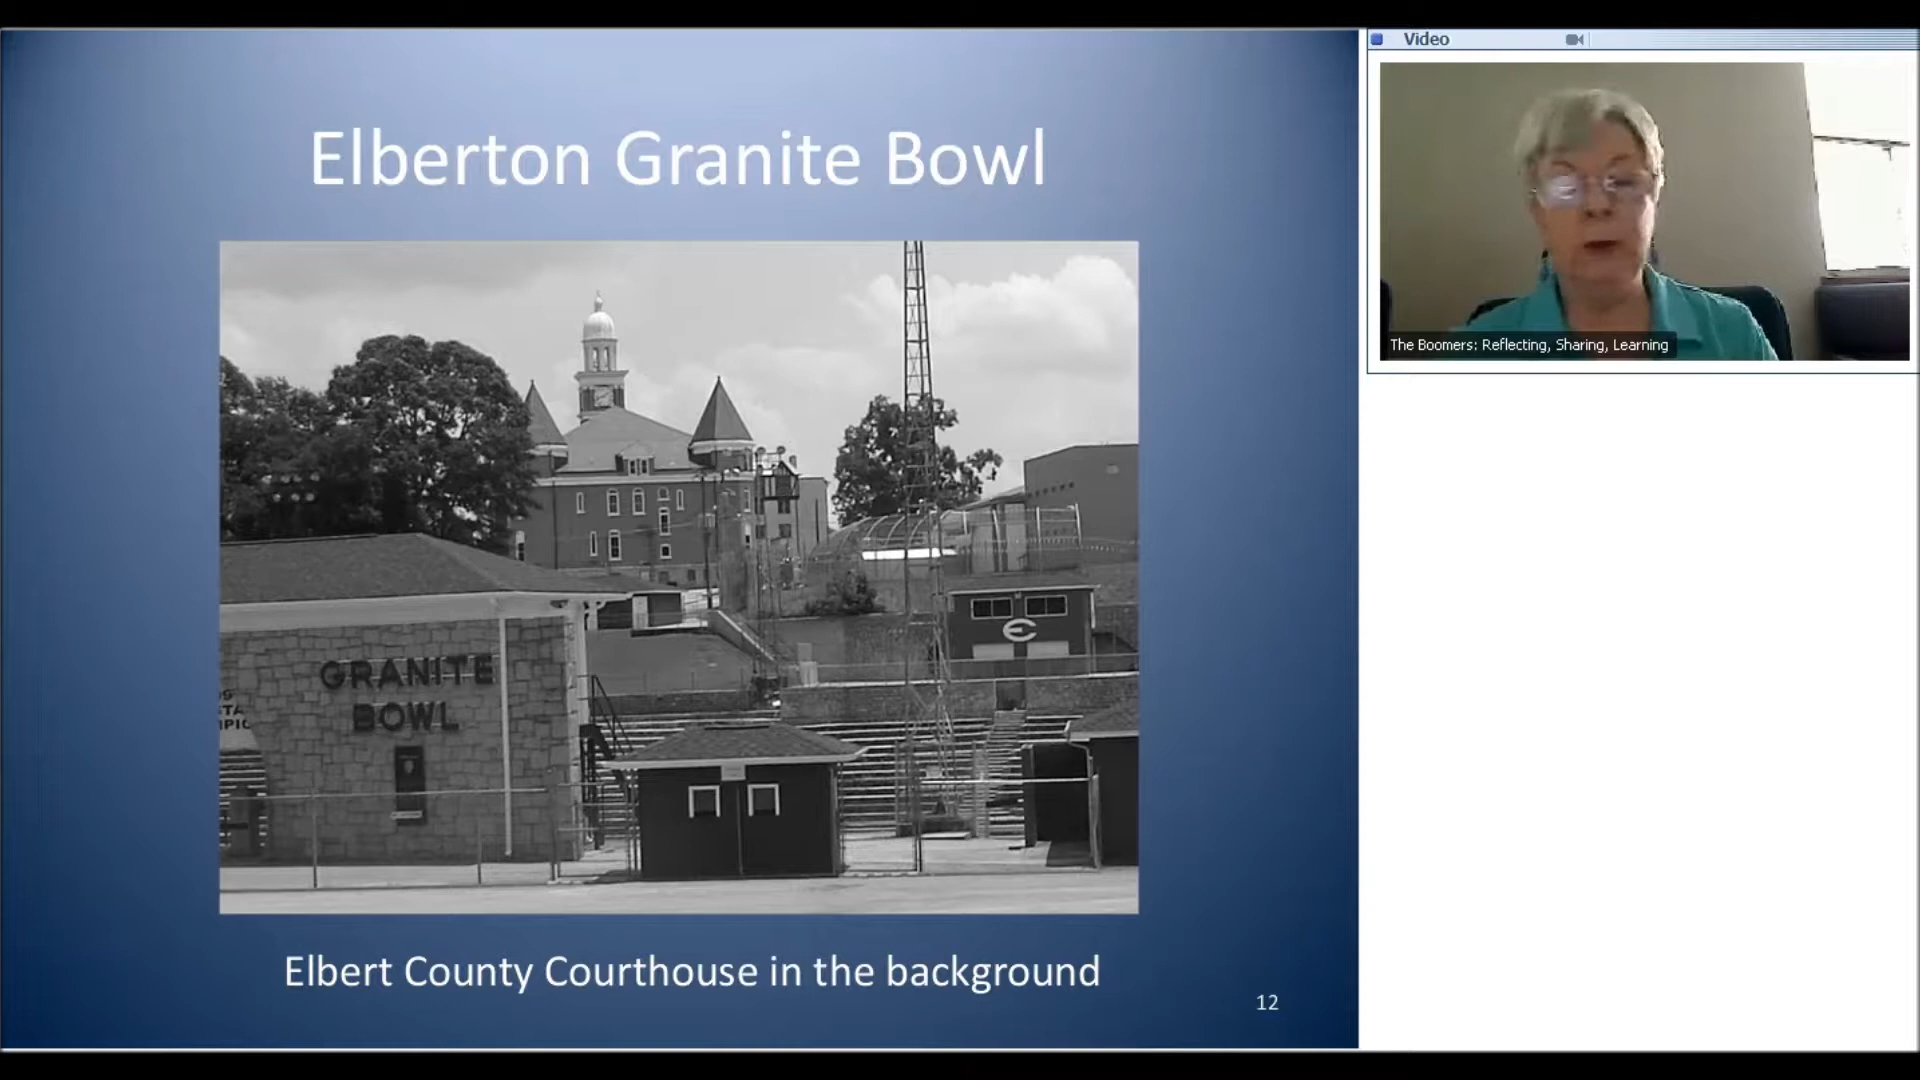 Elberton Granite Bowl
GRANITE
BOWL
Elbert County Courthouse in the background
12
Video
The Boomers: Reflecting, Sharing, Learning